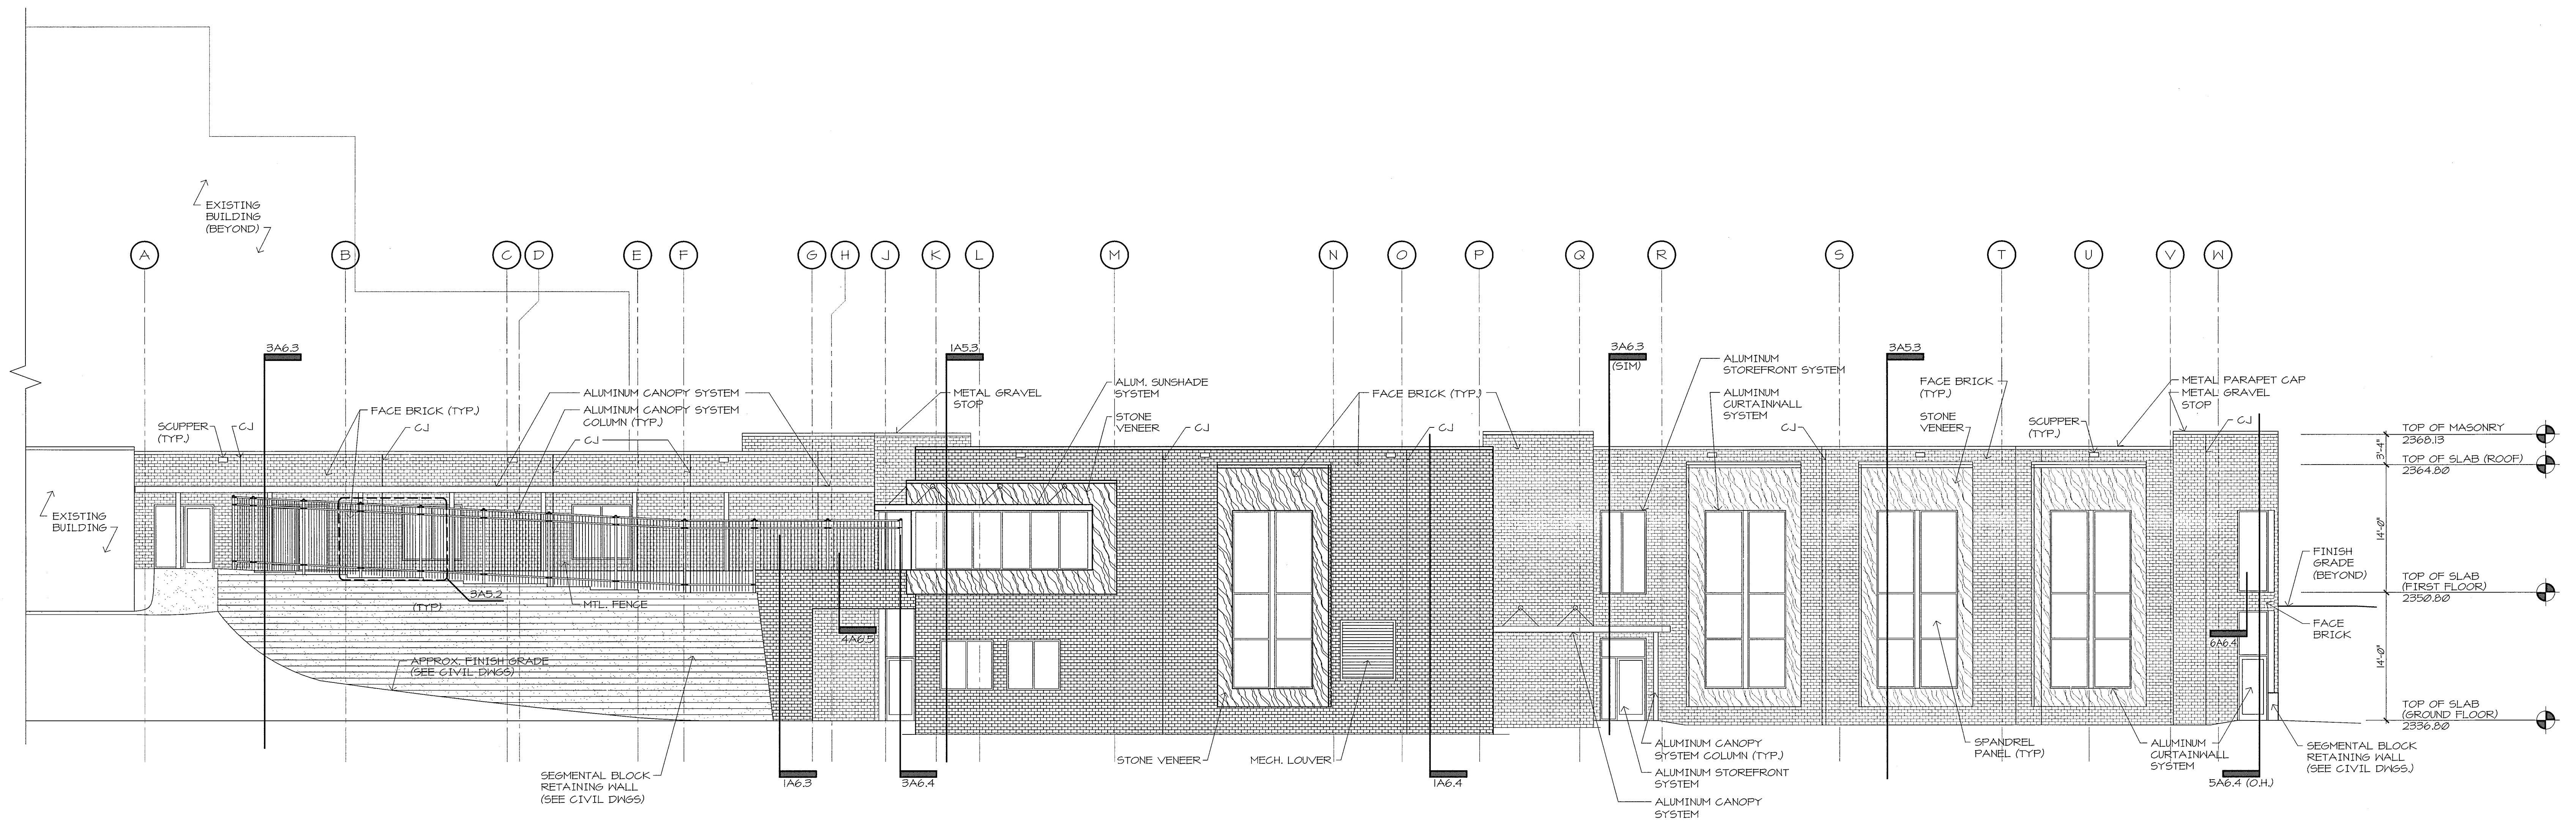 EXISTING
BUILDING
(BEYOND)
A
B
C
D
E
F
G
H
J
K
L
M
N
O
P
Q
R
S
T
U
V
W
3A6.3
1A5.3
3A6.3
(SIM)
3A5.3
ALUMINUM
STOREFRONT SYSTEM
ALUMINUM CANOPY SYSTEM
ALUMINUM CANOPY SYSTEM
COLUMN (TYP.)
METAL GRAVEL
STOP
ALUM. SUNSHADE
SYSTEM
STONE
VENEER
FACE BRICK (TYP.)
ALUMINUM
CURTAINWALL
SYSTEM
FACE BRICK
(TYP.)
STONE
VENEER
METAL PARAPET CAP
METAL GRAVEL
STOP
SCUPPER
(TYP.)
CJ
FACE BRICK (TYP.)
CJ
CJ
CJ
CJ
CJ
SCUPPER
(TYP.)
CJ
TOP OF MASONRY
2368.13
3'-4"
TOP OF SLAB (ROOF)
2364.80
14'-0"
TOP OF SLAB
(FIRST FLOOR)
2350.80
14'-0"
TOP OF SLAB
(GROUND FLOOR)
2336.80
EXISTING
BUILDING
FINISH
GRADE
(BEYOND)
FACE
BRICK
3A5.2
(TYP)
MTL. FENCE
4A6.5
6A6.4
APPROX. FINISH GRADE
(SEE CIVIL DWGS)
SEGMENTAL BLOCK
RETAINING WALL
(SEE CIVIL DWGS)
1A6.3
3A6.4
STONE VENEER
MECH. LOUVER
1A6.4
ALUMINUM CANOPY
SYSTEM COLUMN (TYP.)
ALUMINUM STOREFRONT
SYSTEM
ALUMINUM CANOPY
SYSTEM
SPANDREL
PANEL (TYP)
ALUMINUM
CURTAINWALL
SYSTEM
5A6.4 (O.H.)
SEGMENTAL BLOCK
RETAINING WALL
(SEE CIVIL DWGS.)